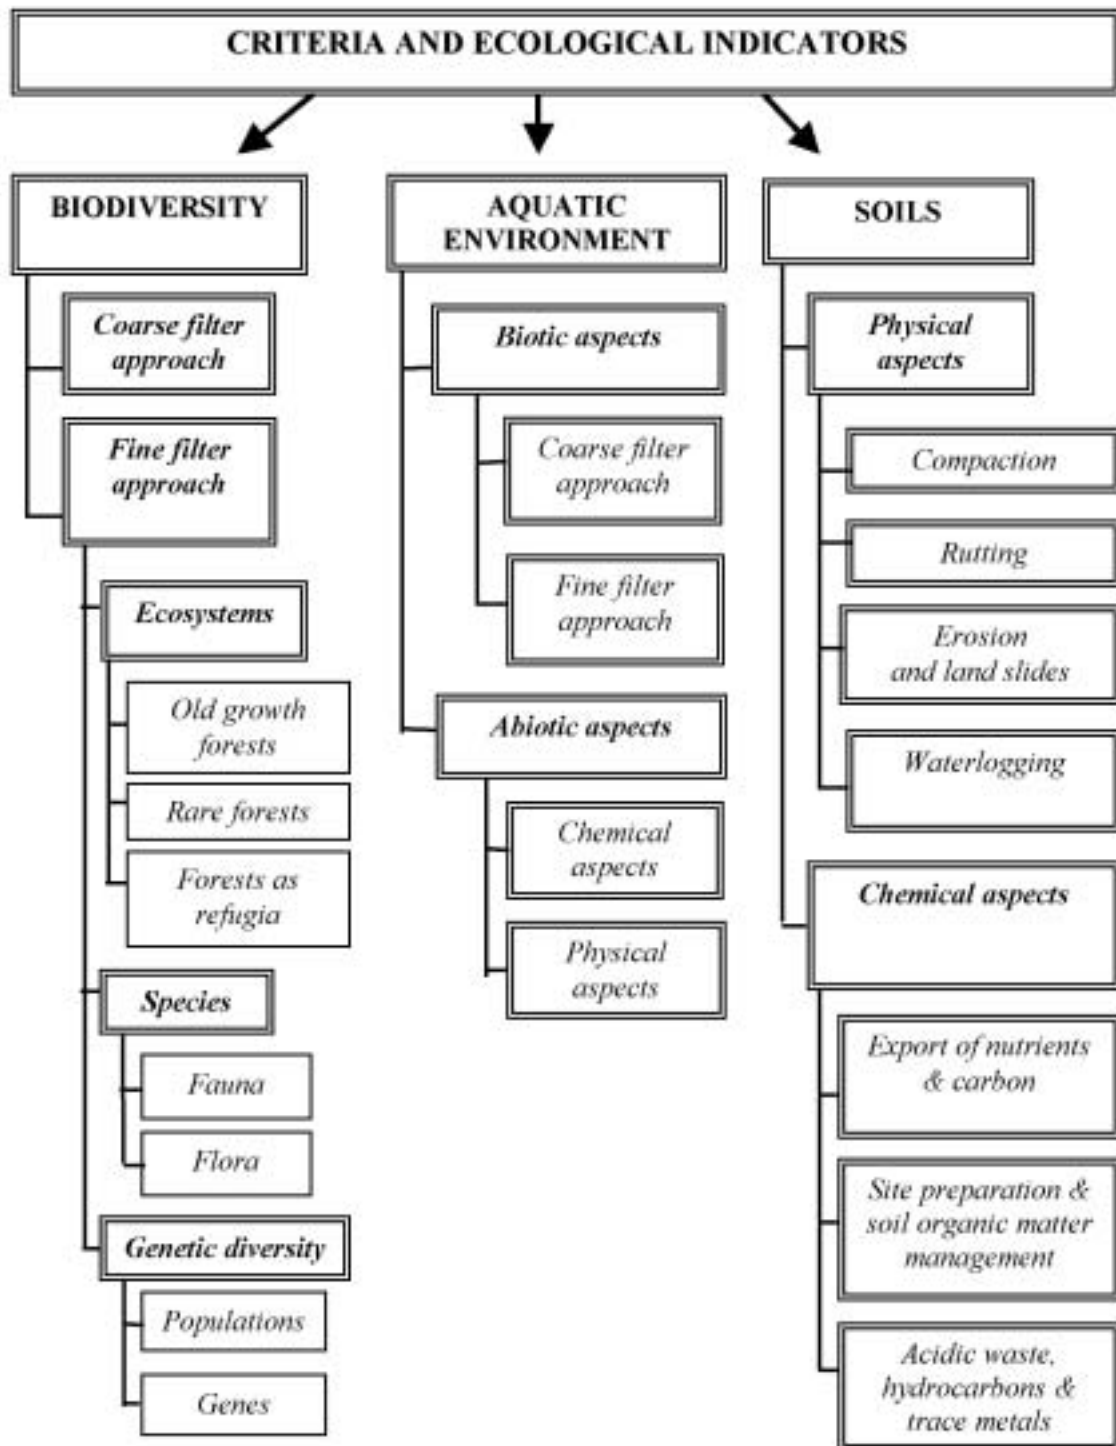 CRITERIA AND ECOLOGICAL INDICATORS
BIODIVERSITY
Coarse filter
approach
Fine filter
approach
Ecosystems
Old growth
forests
Rare forests
Forests as
refugia
Species
Fauna
Flora
Genetic diversity
Populations
Genes
AQUATIC
ENVIRONMENT
Biotic aspects
Coarse filter
approach
Fine filter
approach
Abiotic aspects
Chemical
aspects
Physical
aspects
SOILS
Physical
aspects
Compaction
Rutting
Erosion
and land slides
Waterlogging
Chemical aspects
Export of nutrients
& carbon
Site preparation &
soil organic matter
management
Acidic waste,
hydrocarbons &
trace metals